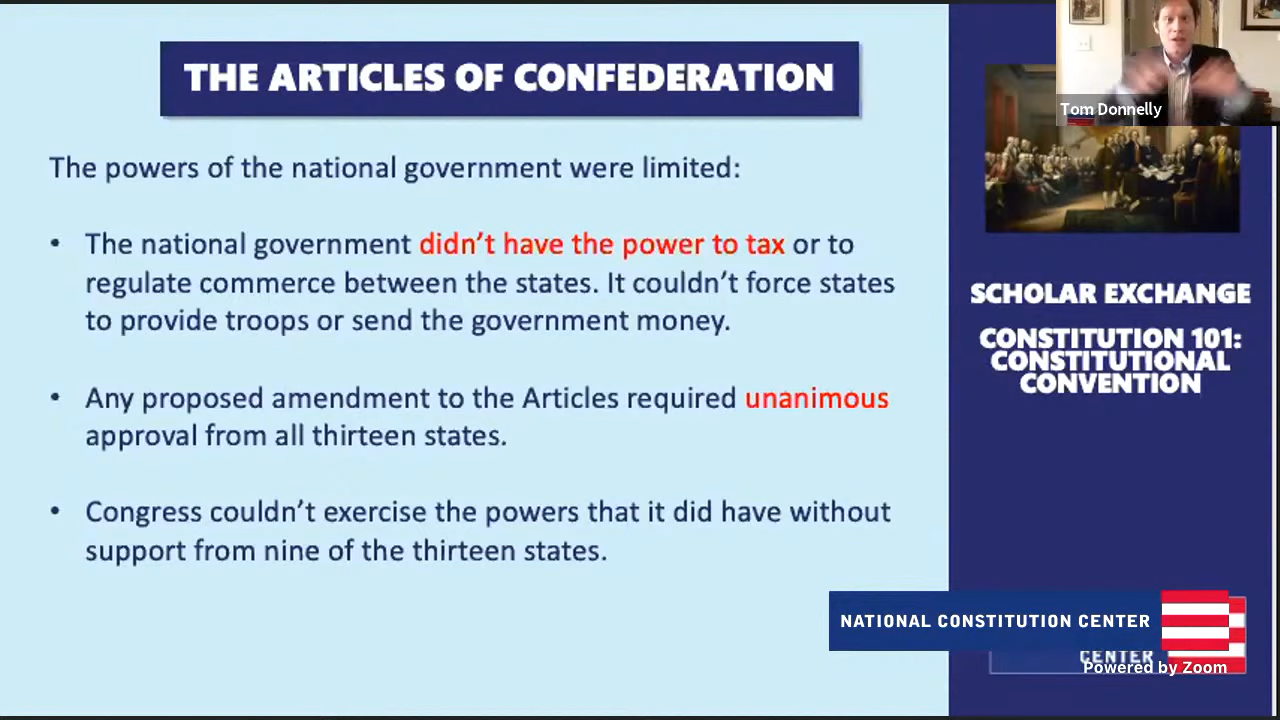 THE ARTICLES OF CONFEDERATION
The powers of the national government were limited:
• The national government didn't have the power to tax or to
regulate commerce between the states. It couldn't force states
to provide troops or send the government money.
• Any proposed amendment to the Articles required unanimous
approval from all thirteen states.
• Congress couldn't exercise the powers that it did have without
support from nine of the thirteen states.
Tom Donnelly
SCHOLAR EXCHANGE
CONSTITUTION 101:
CONSTITUTIONAL
CONVENTION
NATIONAL CONSTITUTION CENTER
CENTER
Powered by Zoom